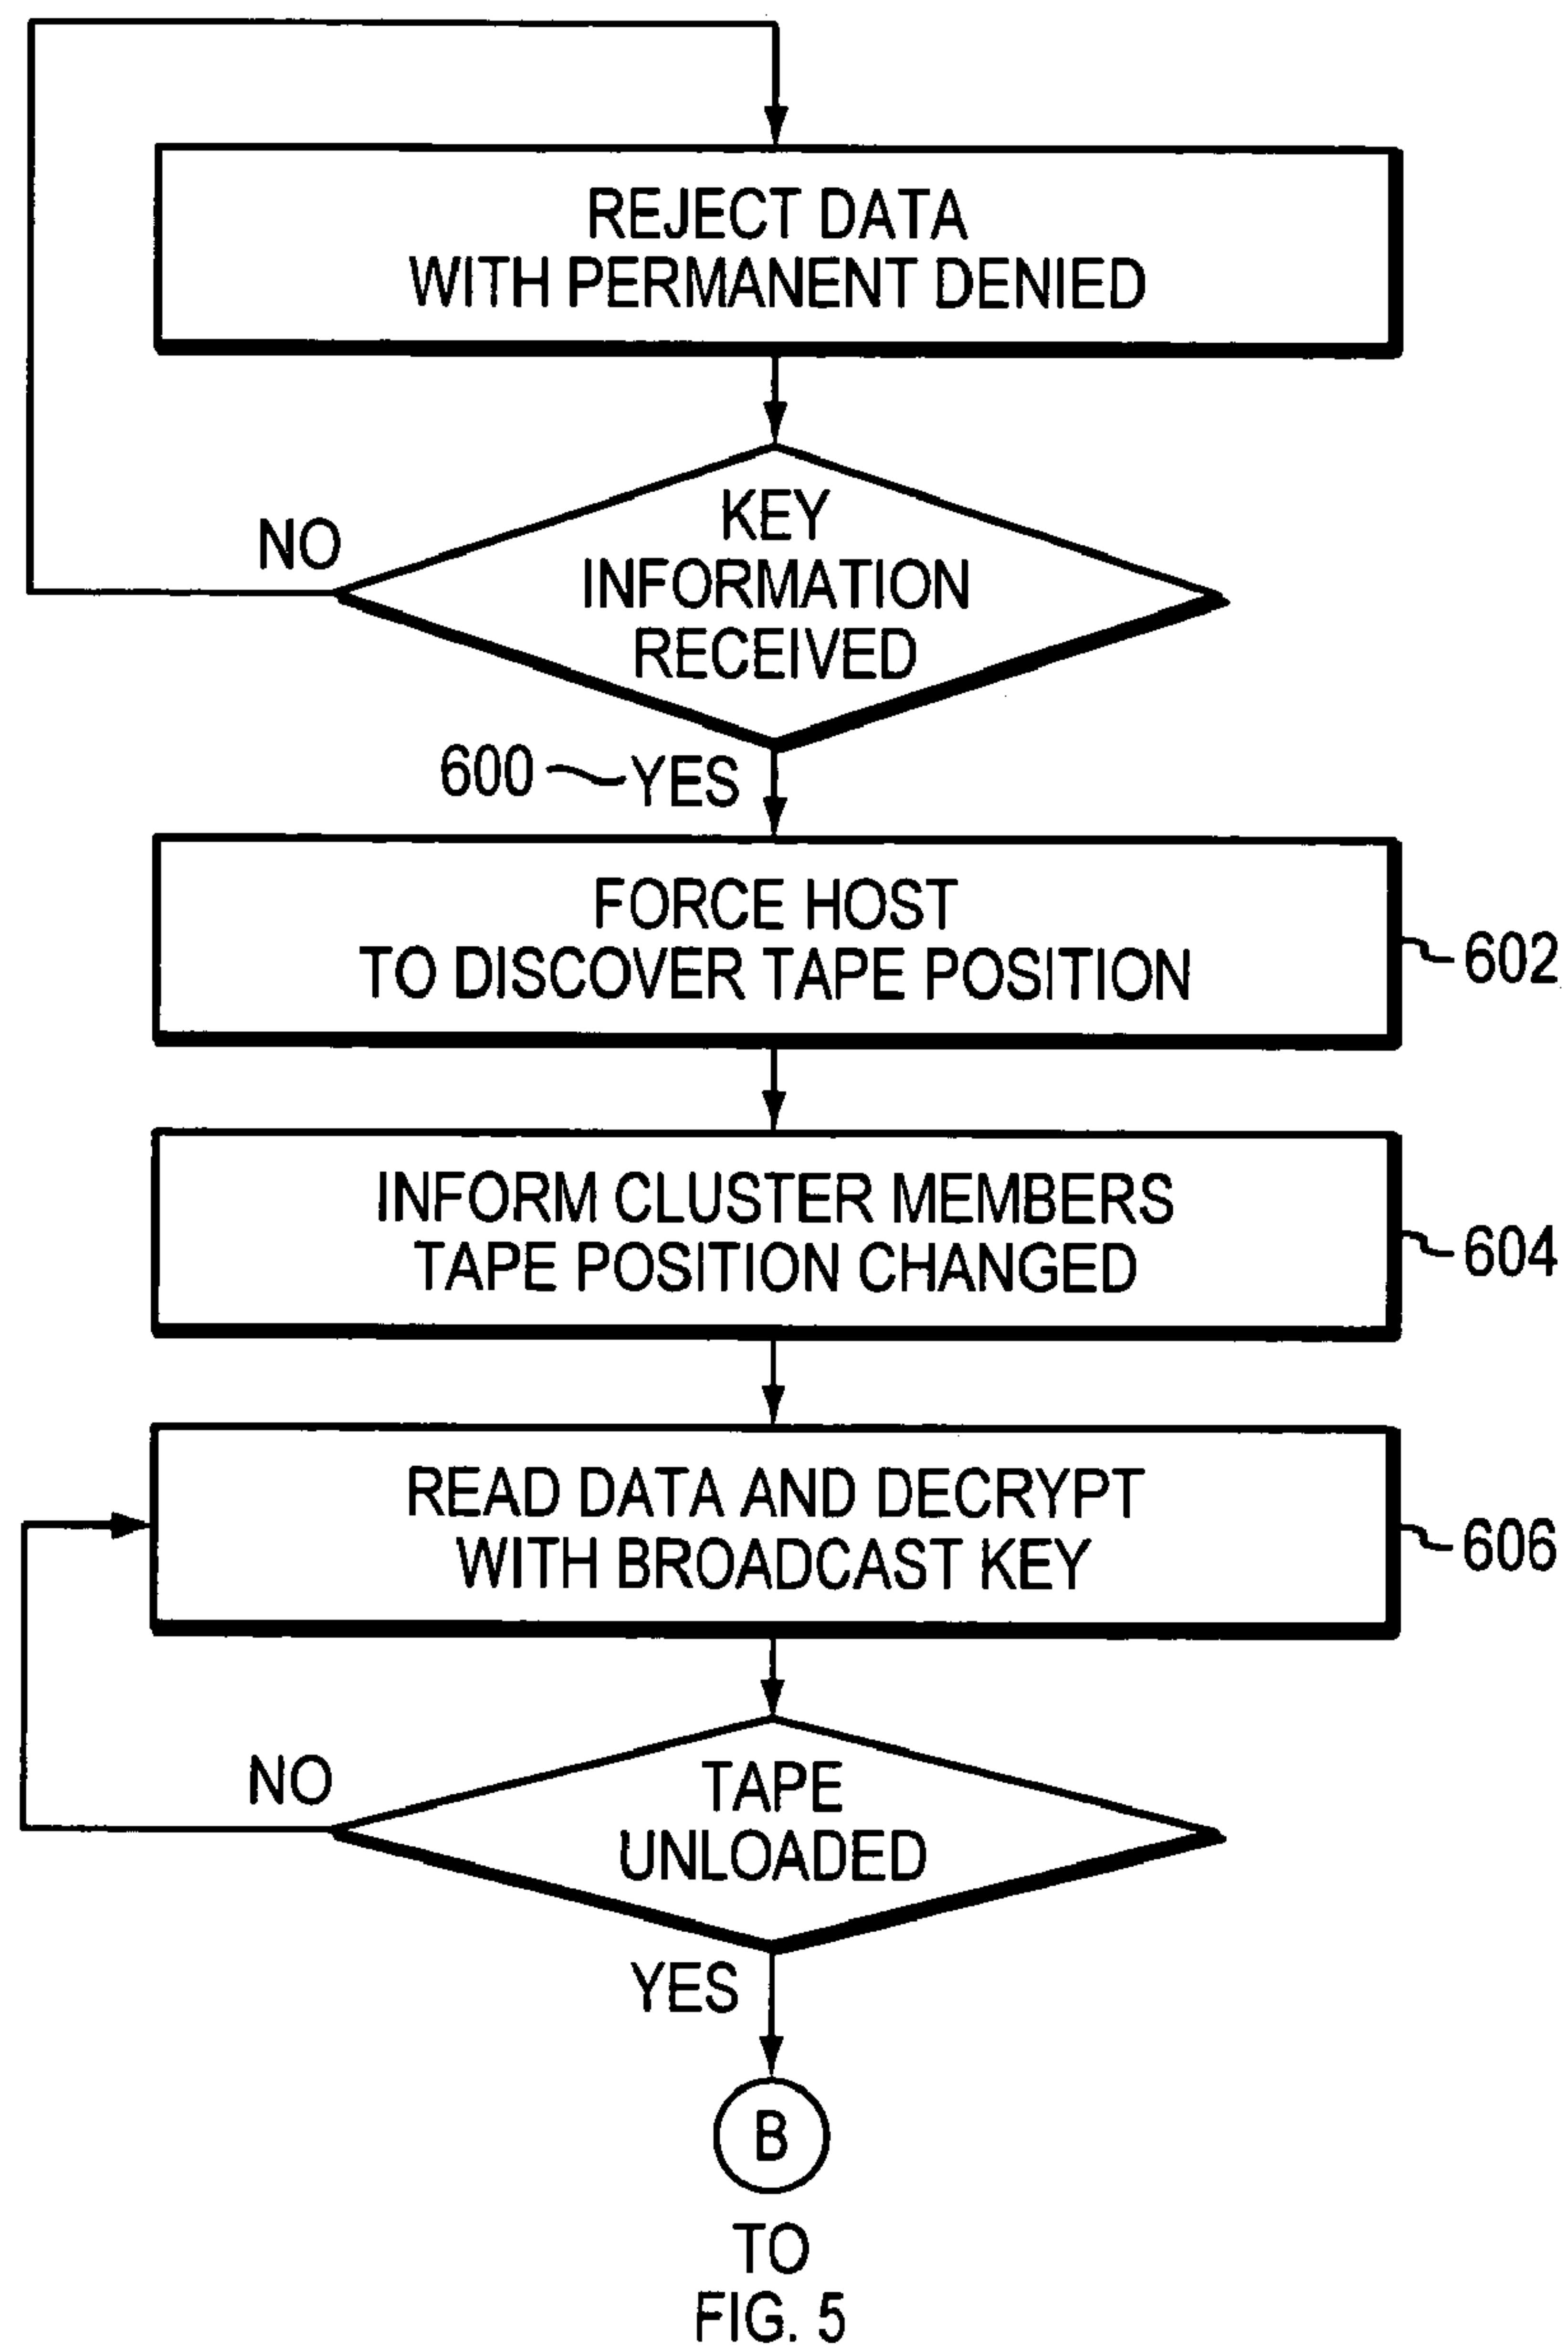 REJECT DATA
WITH PERMANENT DENIED
KEY
INFORMATION
RECEIVED
NO
600 YES
FORCE HOST
TO DISCOVER TAPE POSITION
602
INFORM CLUSTER MEMBERS
TAPE POSITION CHANGED
604
READ DATA AND DECRYPT
WITH BROADCAST KEY
606
TAPE
UNLOADED
NO
YES
B
TO
FIG. 5